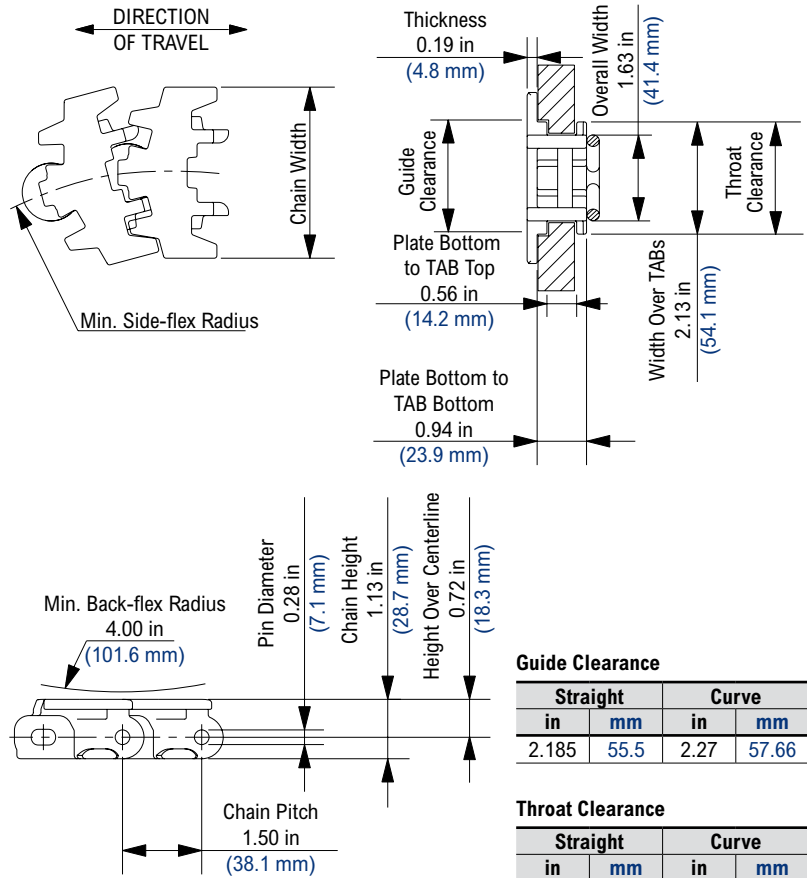 DIRECTION
OF TRAVEL
Chain Width
Min. Side-flex Radius
Thickness
0.19 in
(4.8 mm)
Overall Width
1.63 in
(41.4 mm)
Guide
Clearance
Throat
Clearance
Plate Bottom
to TAB Top
0.56 in
(14.2 mm)
Width Over TABs
2.13 in
(54.1 mm)
Plate Bottom to
TAB Bottom
0.94 in
(23.9 mm)
Min. Back-flex Radius
4.00 in
(101.6 mm)
Pin Diameter
0.28 in
(7.1 mm)
Chain Height
1.13 in
(28.7 mm)
Height Over Centerline
0.72 in
(18.3 mm)
Chain Pitch
1.50 in
(38.1 mm)
Guide Clearance
Straight Curve
in mm in mm
2.185 55.5 2.27 57.66
Throat Clearance
Straight Curve
in mm in mm